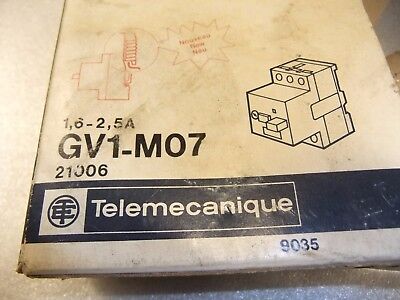 Nouveau
New
Neu
1,6-2,5A
GV1-M07
21006
Telemecanique
9035